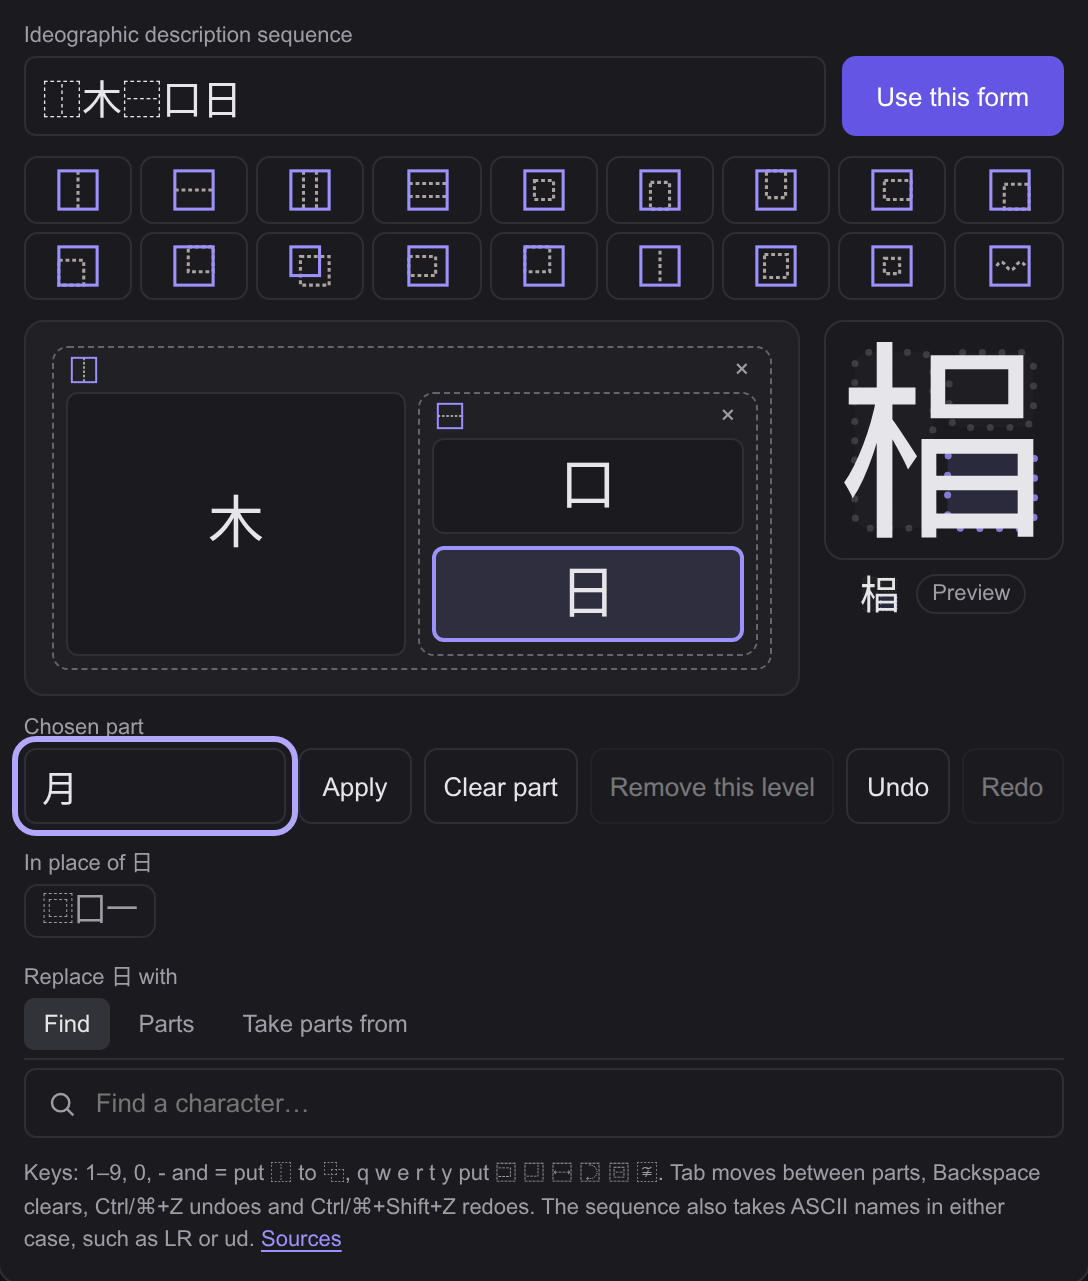 Ideographic description sequence
⿰木⿱口日
Use this form
⿰ ⿱ ⿲ ⿳ ⿴ ⿵ ⿶ ⿷ ⿸
⿹ ⿺ ⿻ ⿼ ⿽ ⿾ ⿿
⿰ ×
⿱ ×
木
口
日
Preview
Chosen part
月
Apply
Clear part
Remove this level
Undo
Redo
In place of 日
⿴囗一
Replace 日 with
Find
Parts
Take parts from
Find a character…
Keys: 1–9, 0, - and = put ⿰ to ⿻, q w e r t y put ⿼ ⿽ ⿾ ⿿ . Tab moves between parts, Backspace
clears, Ctrl/⌘+Z undoes and Ctrl/⌘+Shift+Z redoes. The sequence also takes ASCII names in either
case, such as LR or ud. Sources